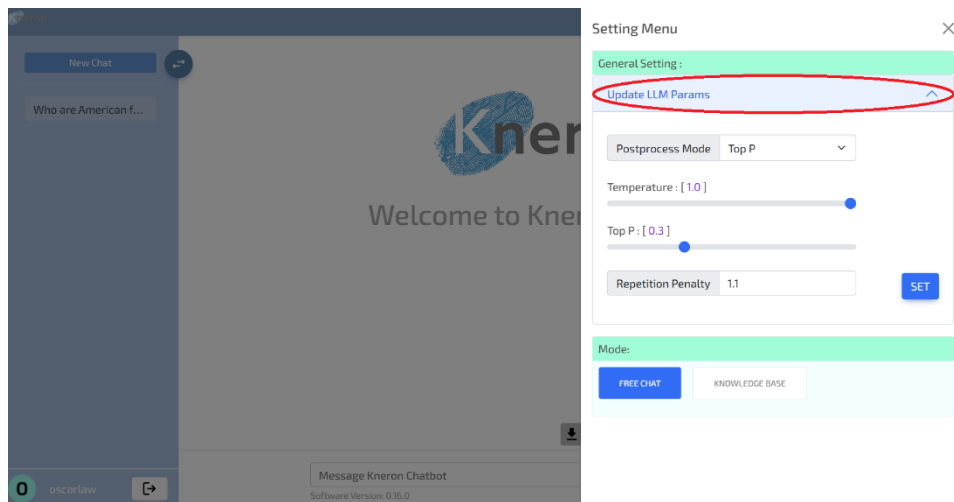 Kneron
New Chat
Who are American f...
Kner
Welcome to Kner
Message Kneron Chatbot
Software Version: 0.16.0
O
oscarlaw
Setting Menu
General Setting :
Update LLM Params
Postprocess Mode Top P
Temperature : [ 1.0 ]
Top P : [ 0.3 ]
Repetition Penalty 1.1
SET
Mode:
FREE CHAT KNOWLEDGE BASE